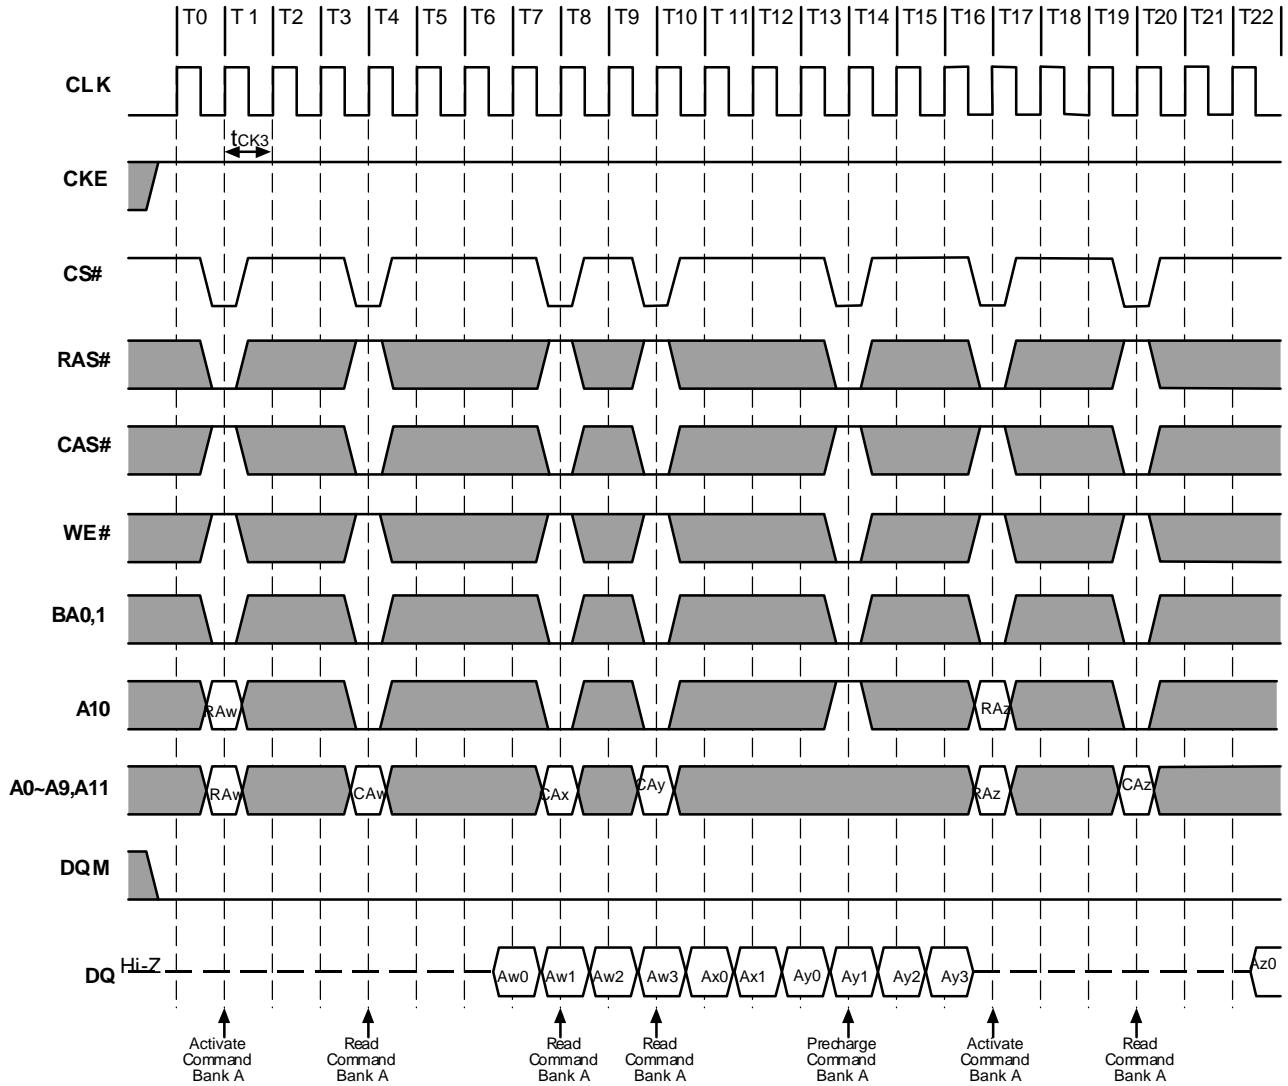 T0 T 1 T2 T3 T4 T5 T6 T7 T8 T9 T10 T 11 T12 T13 T14 T15 T16 T17 T18 T19 T20 T21 T22
CLK
tCK3
CKE
CS#
RAS#
CAS#
WE#
BA0,1
A10 RAw RAz
A0~A9,A11 RAw CAw CAx CAy RAz CAz
DQM
DQ Hi-Z Aw0 Aw1 Aw2 Aw3 Ax0 Ax1 Ay0 Ay1 Ay2 Ay3 Az0
Activate Command Bank A
Read Command Bank A
Read Command Bank A
Read Command Bank A
Precharge Command Bank A
Activate Command Bank A
Read Command Bank A